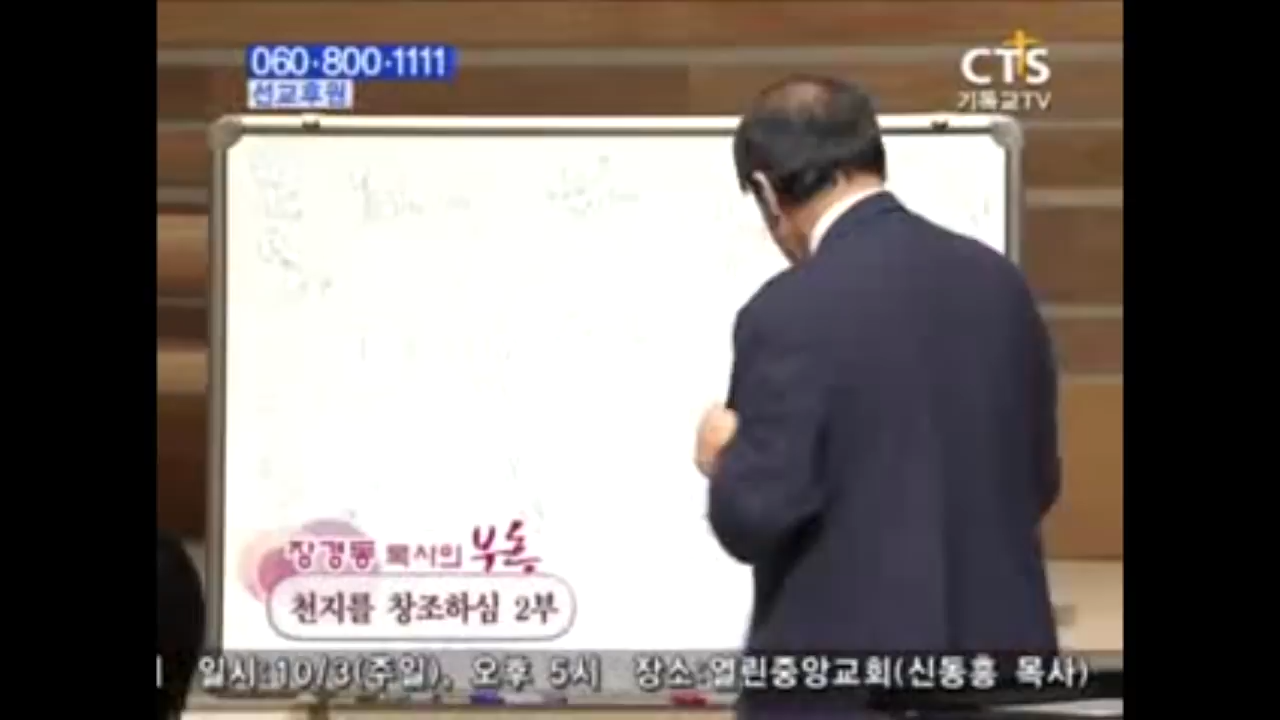 060·800·1111
선교후원
CTS
기독교TV
장경동 목사의 부흥
천지를 창조하심 2부
일시:10/3(주일), 오후 5시 장소:열린중앙교회(신동흥 목사)